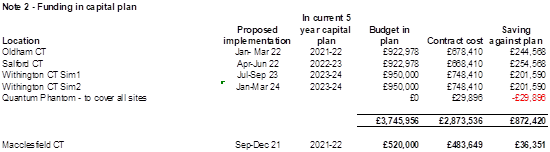 Note 2 - Funding in capital plan
In current 5
Proposed year capital Budget in Saving
Location implementation plan plan Contract cost against plan
Oldham CT Jan- Mar 22 2021-22 £922,978 £678,410 £244,568
Salford CT Apr-Jun 22 2022-23 £922,978 £668,410 £254,568
Withington CT Sim1 Jul-Sep 23 2023-24 £950,000 £748,410 £201,590
Withington CT Sim2 Jan-Mar 24 2023-24 £950,000 £748,410 £201,590
Quantum Phantom - to cover all sites £0 £29,896 -£29,896
£3,745,956 £2,873,536 £872,420
Macclesfield CT Sep-Dec 21 2021-22 £520,000 £483,649 £36,351